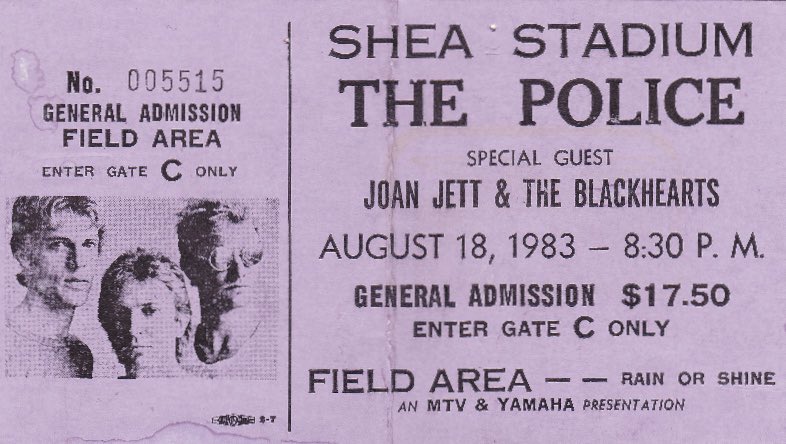 No. 005515
GENERAL ADMISSION
FIELD AREA
ENTER GATE C ONLY
SHEA STADIUM
THE POLICE
SPECIAL GUEST
JOAN JETT & THE BLACKHEARTS
AUGUST 18, 1983 – 8:30 P. M.
GENERAL ADMISSION $17.50
ENTER GATE C ONLY
FIELD AREA — — RAIN OR SHINE
AN MTV & YAMAHA PRESENTATION